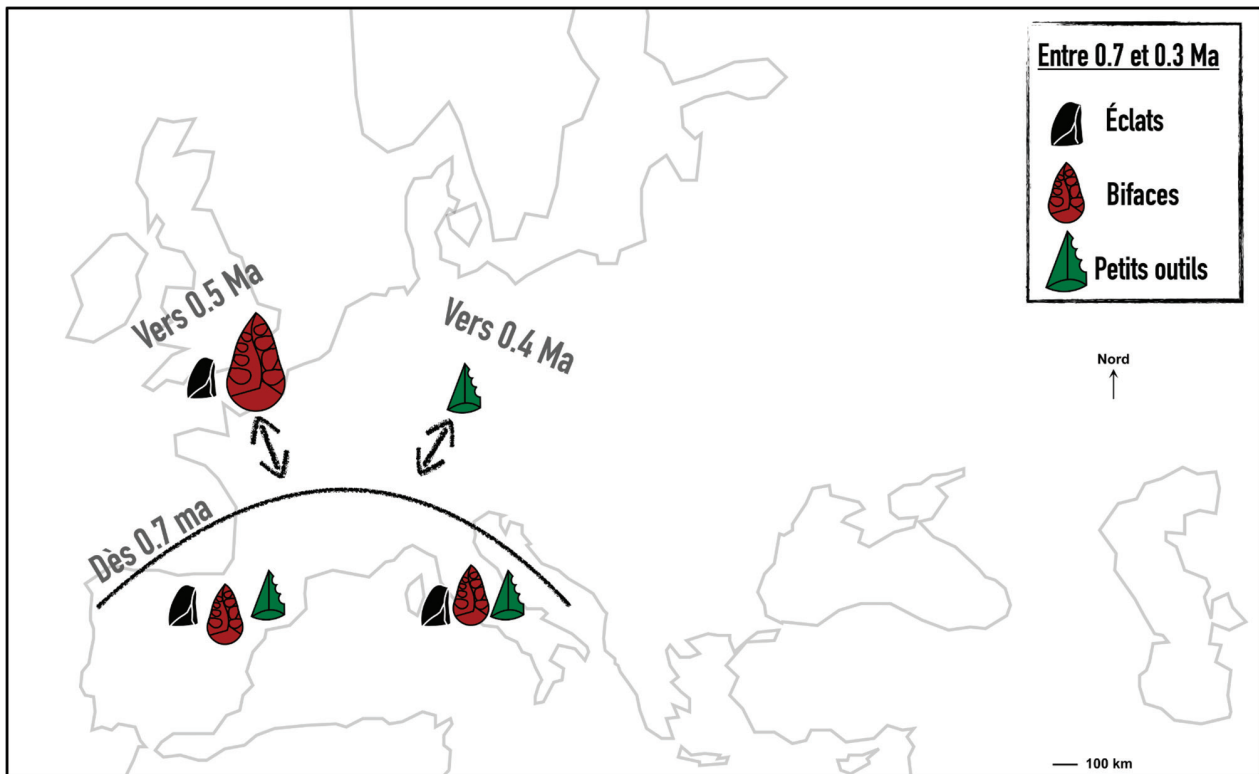 Entre 0.7 et 0.3 Ma
Éclats
Bifaces
Petits outils
Nord
Vers 0.5 Ma
Vers 0.4 Ma
Dès 0.7 ma
100 km